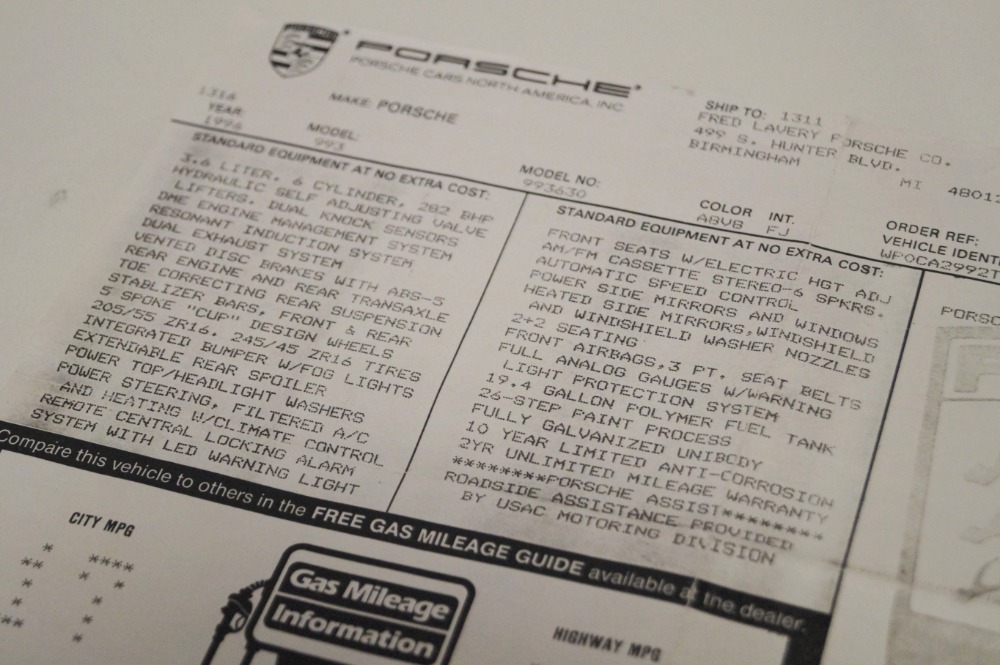 PORSCHE
PORSCHE CARS NORTH AMERICA, INC.
1316
YEAR:
1996
MAKE: PORSCHE
MODEL:
993
MODEL NO:
993630
SHIP TO: 1311
FRED LAVERY PORSCHE CO.
499 S. HUNTER BLVD.
BIRMINGHAM MI 4801
COLOR INT.
A8V8 FJ
ORDER REF:
VEHICLE IDENTI
WP0CA2992T
STANDARD EQUIPMENT AT NO EXTRA COST:
3.6 LITER, 6 CYLINDER, 282 BHP
HYDRAULIC SELF ADJUSTING VALVE
LIFTERS, DUAL KNOCK SENSORS
DME ENGINE MANAGEMENT SYSTEM
RESONANT INDUCTION SYSTEM
DUAL EXHAUST SYSTEM
VENTED DISC BRAKES WITH ABS-5
REAR ENGINE AND REAR TRANSAXLE
TOE CORRECTING REAR SUSPENSION
STABLIZER BARS, FRONT & REAR
5 SPOKE "CUP" DESIGN WHEELS
205/55 ZR16, 245/45 ZR16 TIRES
INTEGRATED BUMPER W/FOG LIGHTS
EXTENDABLE REAR SPOILER
POWER TOP/HEADLIGHT WASHERS
POWER STEERING, FILTERED A/C
AND HEATING W/CLIMATE CONTROL
REMOTE CENTRAL LOCKING ALARM
SYSTEM WITH LED WARNING LIGHT
STANDARD EQUIPMENT AT NO EXTRA COST:
FRONT SEATS W/ELECTRIC HGT ADJ
AM/FM CASSETTE STEREO-6 SPKRS.
AUTOMATIC SPEED CONTROL
POWER SIDE MIRRORS AND WINDOWS
HEATED SIDE MIRRORS,WINDSHIELD
AND WINDSHIELD WASHER NOZZLES
2+2 SEATING
FRONT AIRBAGS,3 PT. SEAT BELTS
FULL ANALOG GAUGES W/WARNING
LIGHT PROTECTION SYSTEM
19.4 GALLON POLYMER FUEL TANK
26-STEP PAINT PROCESS
FULLY GALVANIZED UNIBODY
10 YEAR LIMITED ANTI-CORROSION
2YR UNLIMITED MILEAGE WARRANTY
********PORSCHE ASSIST********
ROADSIDE ASSISTANCE PROVIDED
BY USAC MOTORING DIVISION
PORSC
Compare this vehicle to others in the FREE GAS MILEAGE GUIDE available at the dealer.
CITY MPG
17
Gas Mileage
Information
HIGHWAY MPG